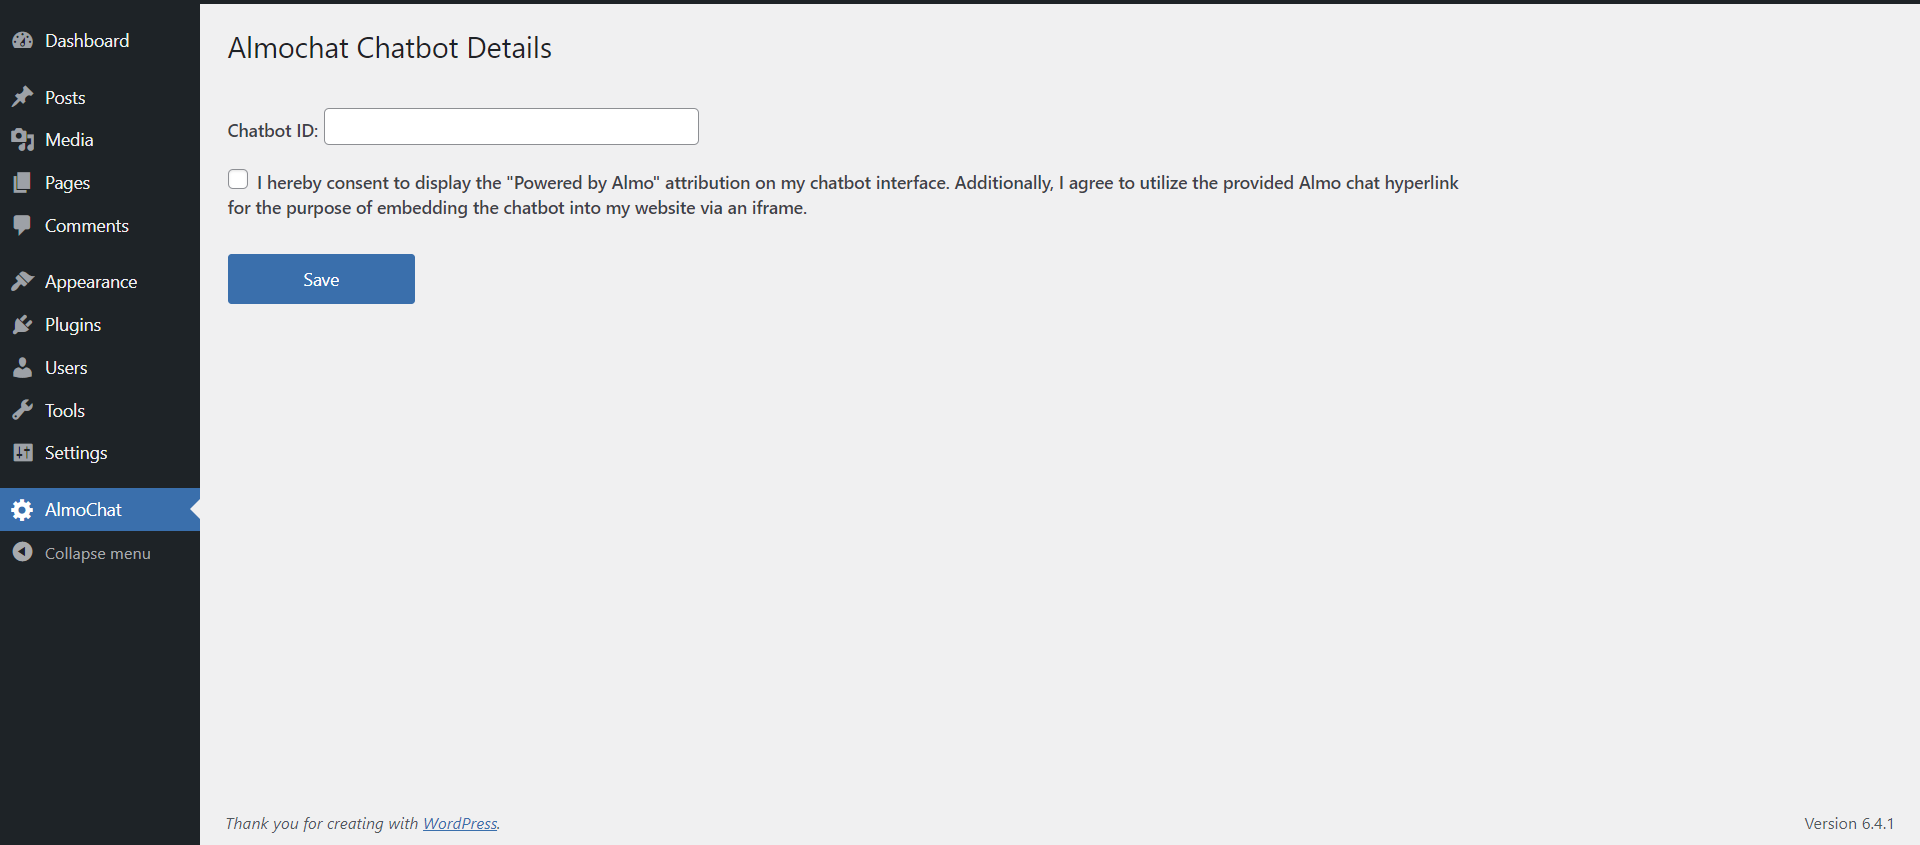 Dashboard
Posts
Media
Pages
Comments
Appearance
Plugins
Users
Tools
Settings
AlmoChat
Collapse menu
Almochat Chatbot Details
Chatbot ID:
I hereby consent to display the "Powered by Almo" attribution on my chatbot interface. Additionally, I agree to utilize the provided Almo chat hyperlink
for the purpose of embedding the chatbot into my website via an iframe.
Save
Thank you for creating with WordPress.
Version 6.4.1